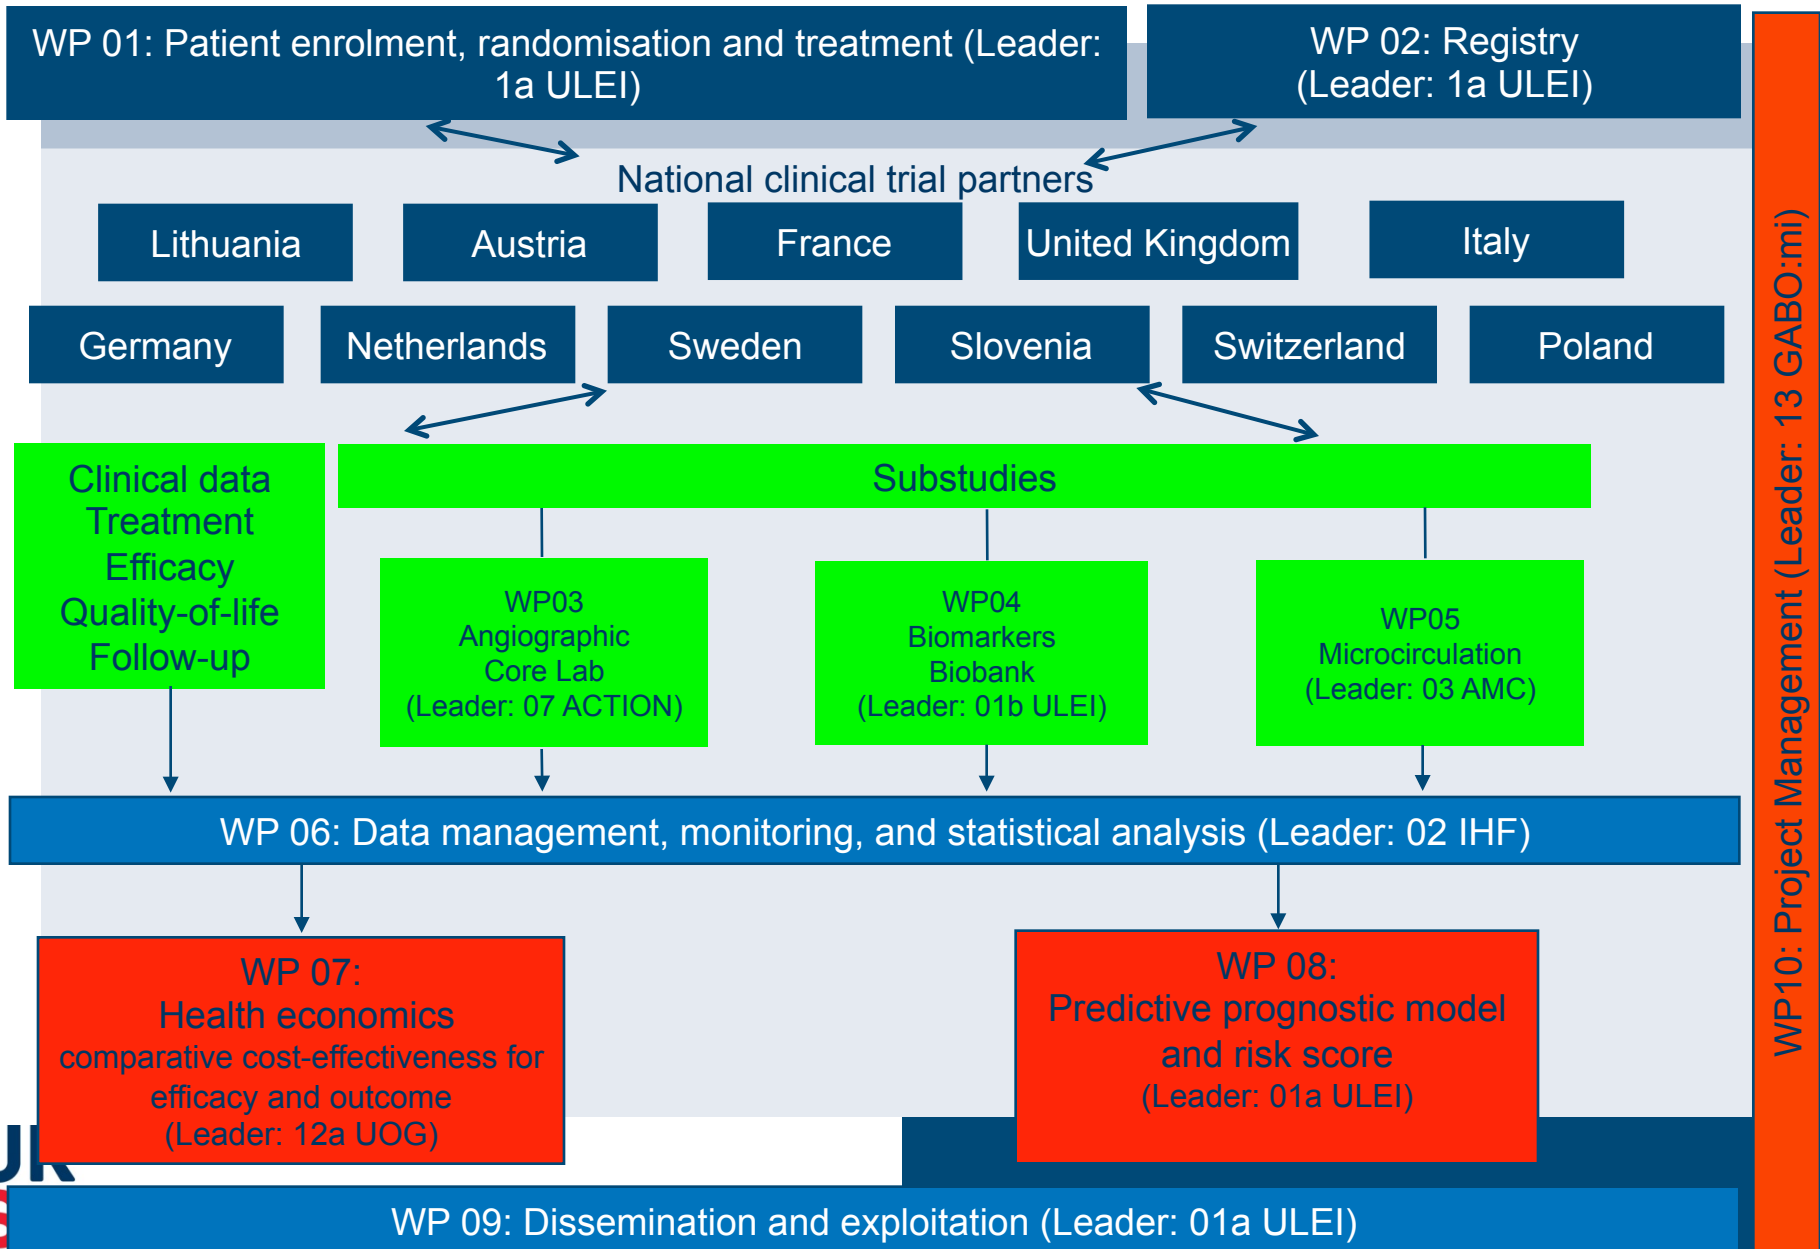 WP 01: Patient enrolment, randomisation and treatment (Leader:
1a ULEI)
WP 02: Registry
(Leader: 1a ULEI)
National clinical trial partners
Lithuania
Austria
France
United Kingdom
Italy
Germany
Netherlands
Sweden
Slovenia
Switzerland
Poland
Clinical data
Treatment
Efficacy
Quality-of-life
Follow-up
Substudies
WP03
Angiographic
Core Lab
(Leader: 07 ACTION)
WP04
Biomarkers
Biobank
(Leader: 01b ULEI)
WP05
Microcirculation
(Leader: 03 AMC)
WP 06: Data management, monitoring, and statistical analysis (Leader: 02 IHF)
WP 07:
Health economics
comparative cost-effectiveness for
efficacy and outcome
(Leader: 12a UOG)
WP 08:
Predictive prognostic model
and risk score
(Leader: 01a ULEI)
WP 09: Dissemination and exploitation (Leader: 01a ULEI)
WP10: Project Management (Leader: 13 GABO:mi)